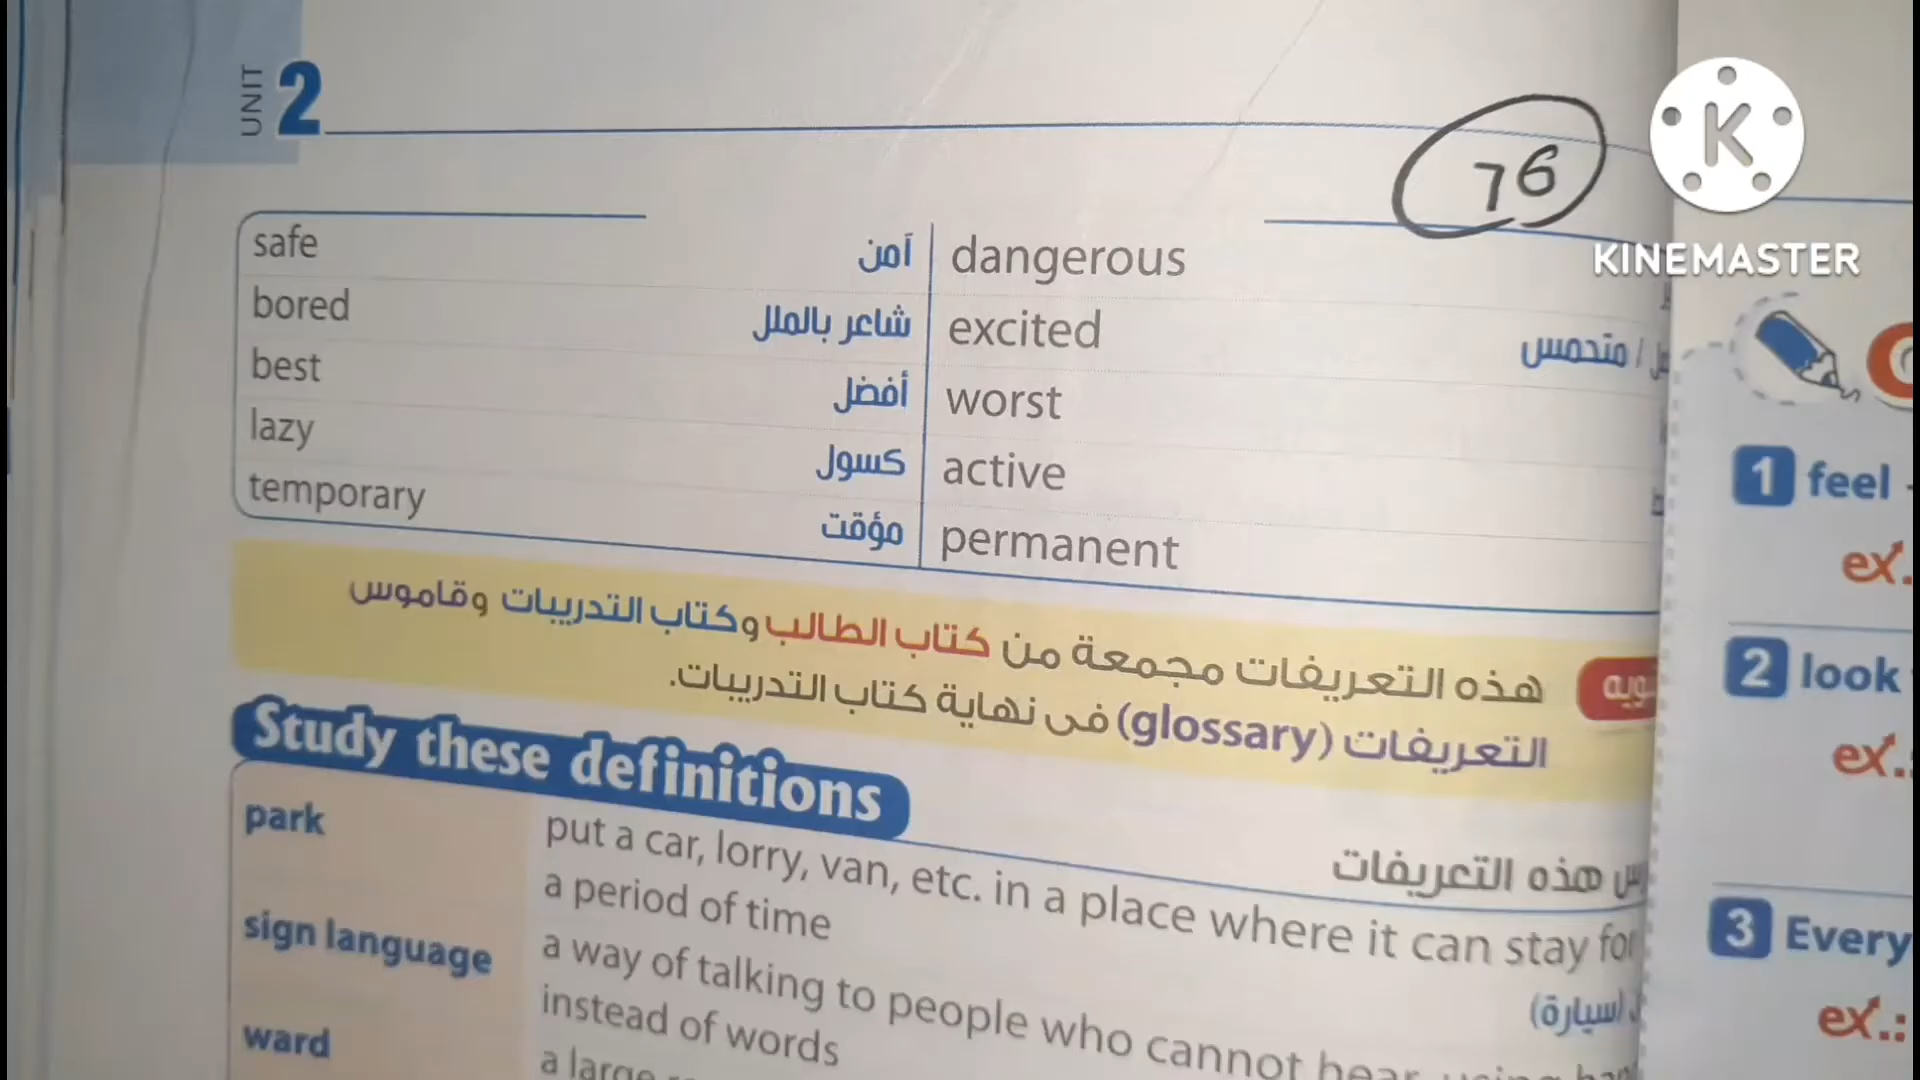 UNIT 2
76
KINEMASTER
safe آمن dangerous
bored شاعر بالملل excited / متحمس
best أفضل worst
lazy كسول active
temporary مؤقت permanent
هذه التعريفات مجمعة من كتاب الطالب وكتاب التدريبات وقاموس
التعريفات (glossary) فى نهاية كتاب التدريبات.
Study these definitions
هذه التعريفات
park put a car, lorry, van, etc. in a place where it can stay for
a period of time
(سيارة)
sign language a way of talking to people who cannot hear, using
instead of words
ward a large
1 feel
ex.
2 look
ex.:
3 Every
ex.: